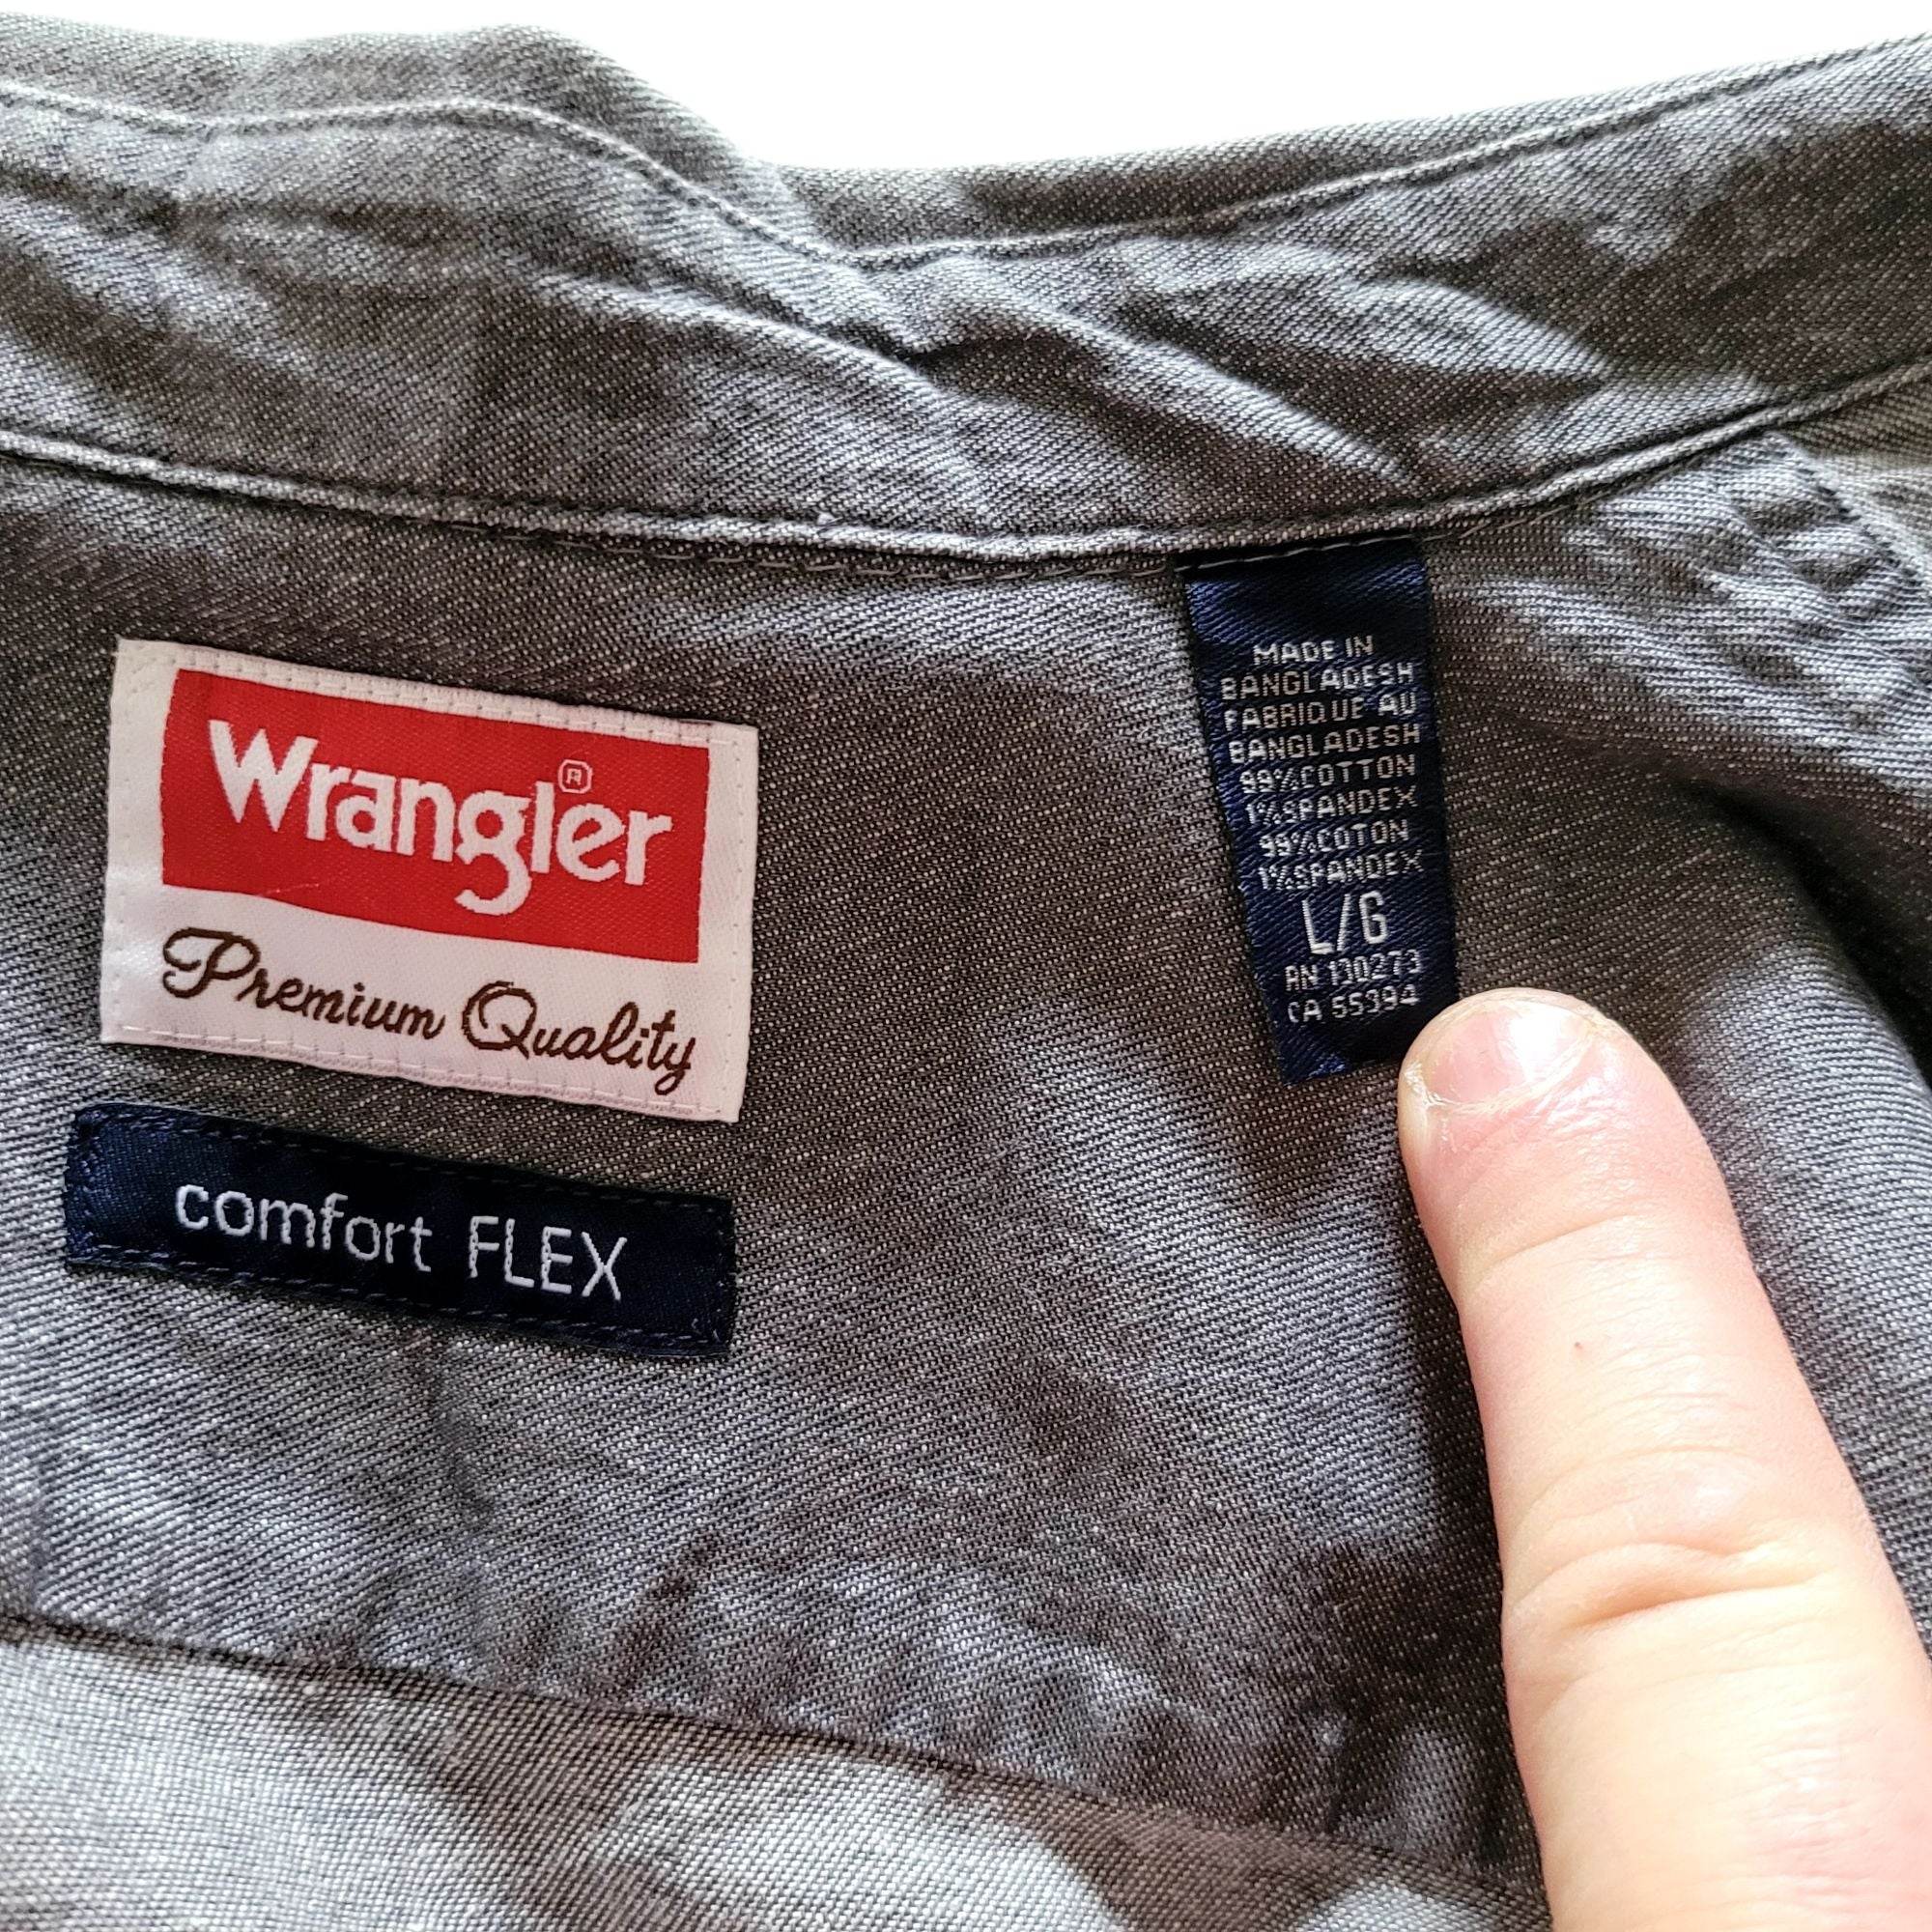 Wrangler®
Premium Quality
comfort FLEX
MADE IN
BANGLADESH
FABRIQUE AU
BANGLADESH
99% COTTON
1% SPANDEX
99% COTON
1% SPANDEX
L/G
RN 130273
CA 55394